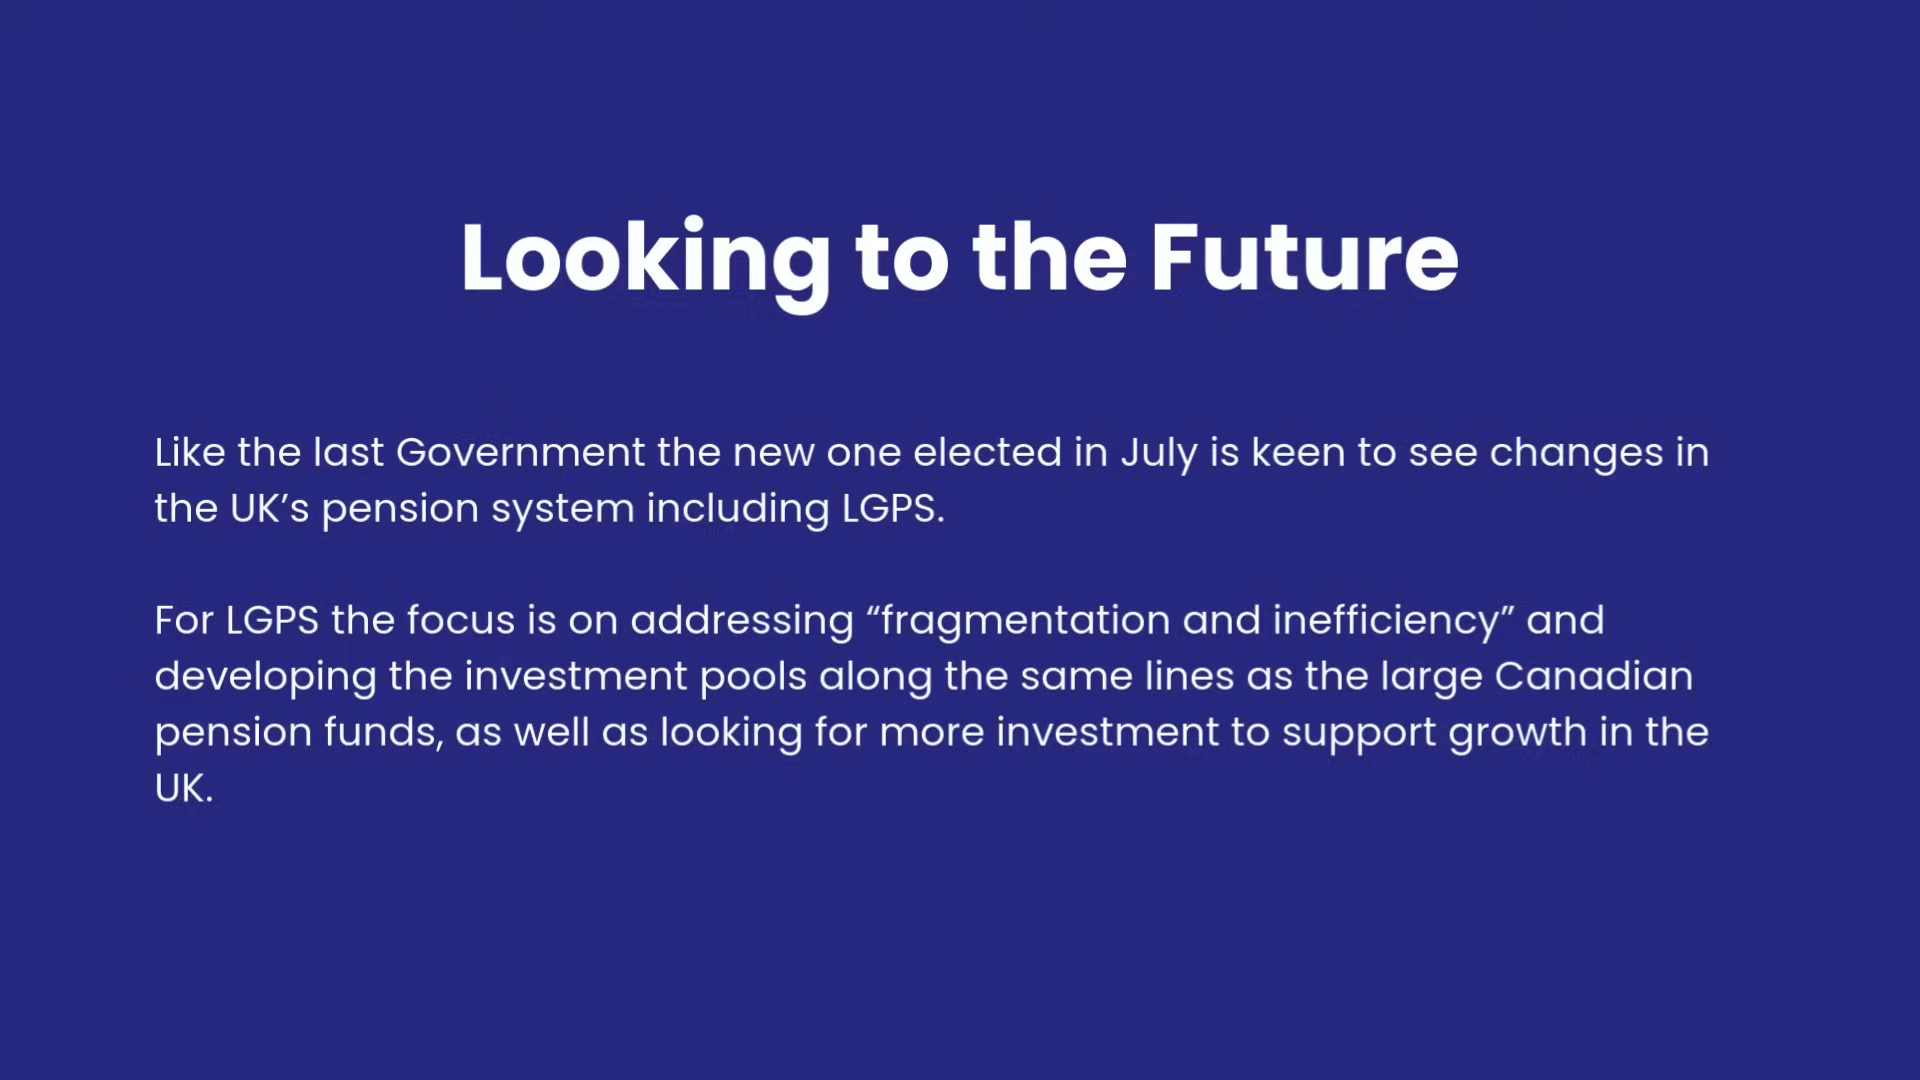 Looking to the Future
Like the last Government the new one elected in July is keen to see changes in
the UK’s pension system including LGPS.
For LGPS the focus is on addressing “fragmentation and inefficiency” and
developing the investment pools along the same lines as the large Canadian
pension funds, as well as looking for more investment to support growth in the
UK.